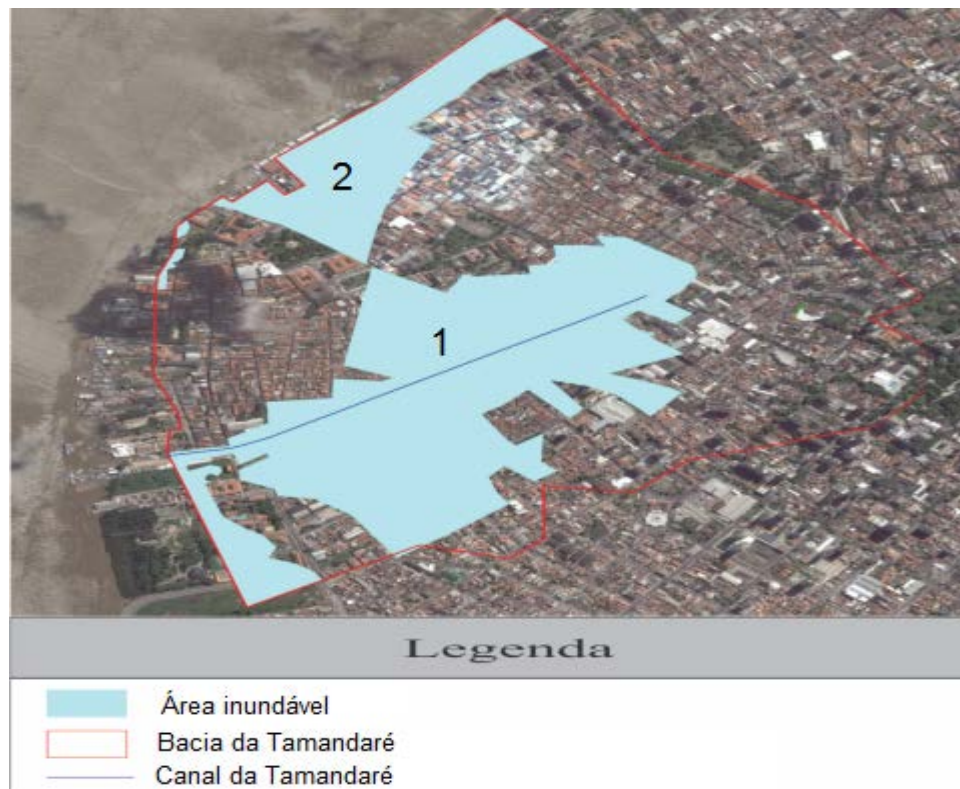 2
1
Legenda
Área inundável
Bacia da Tamandaré
Canal da Tamandaré